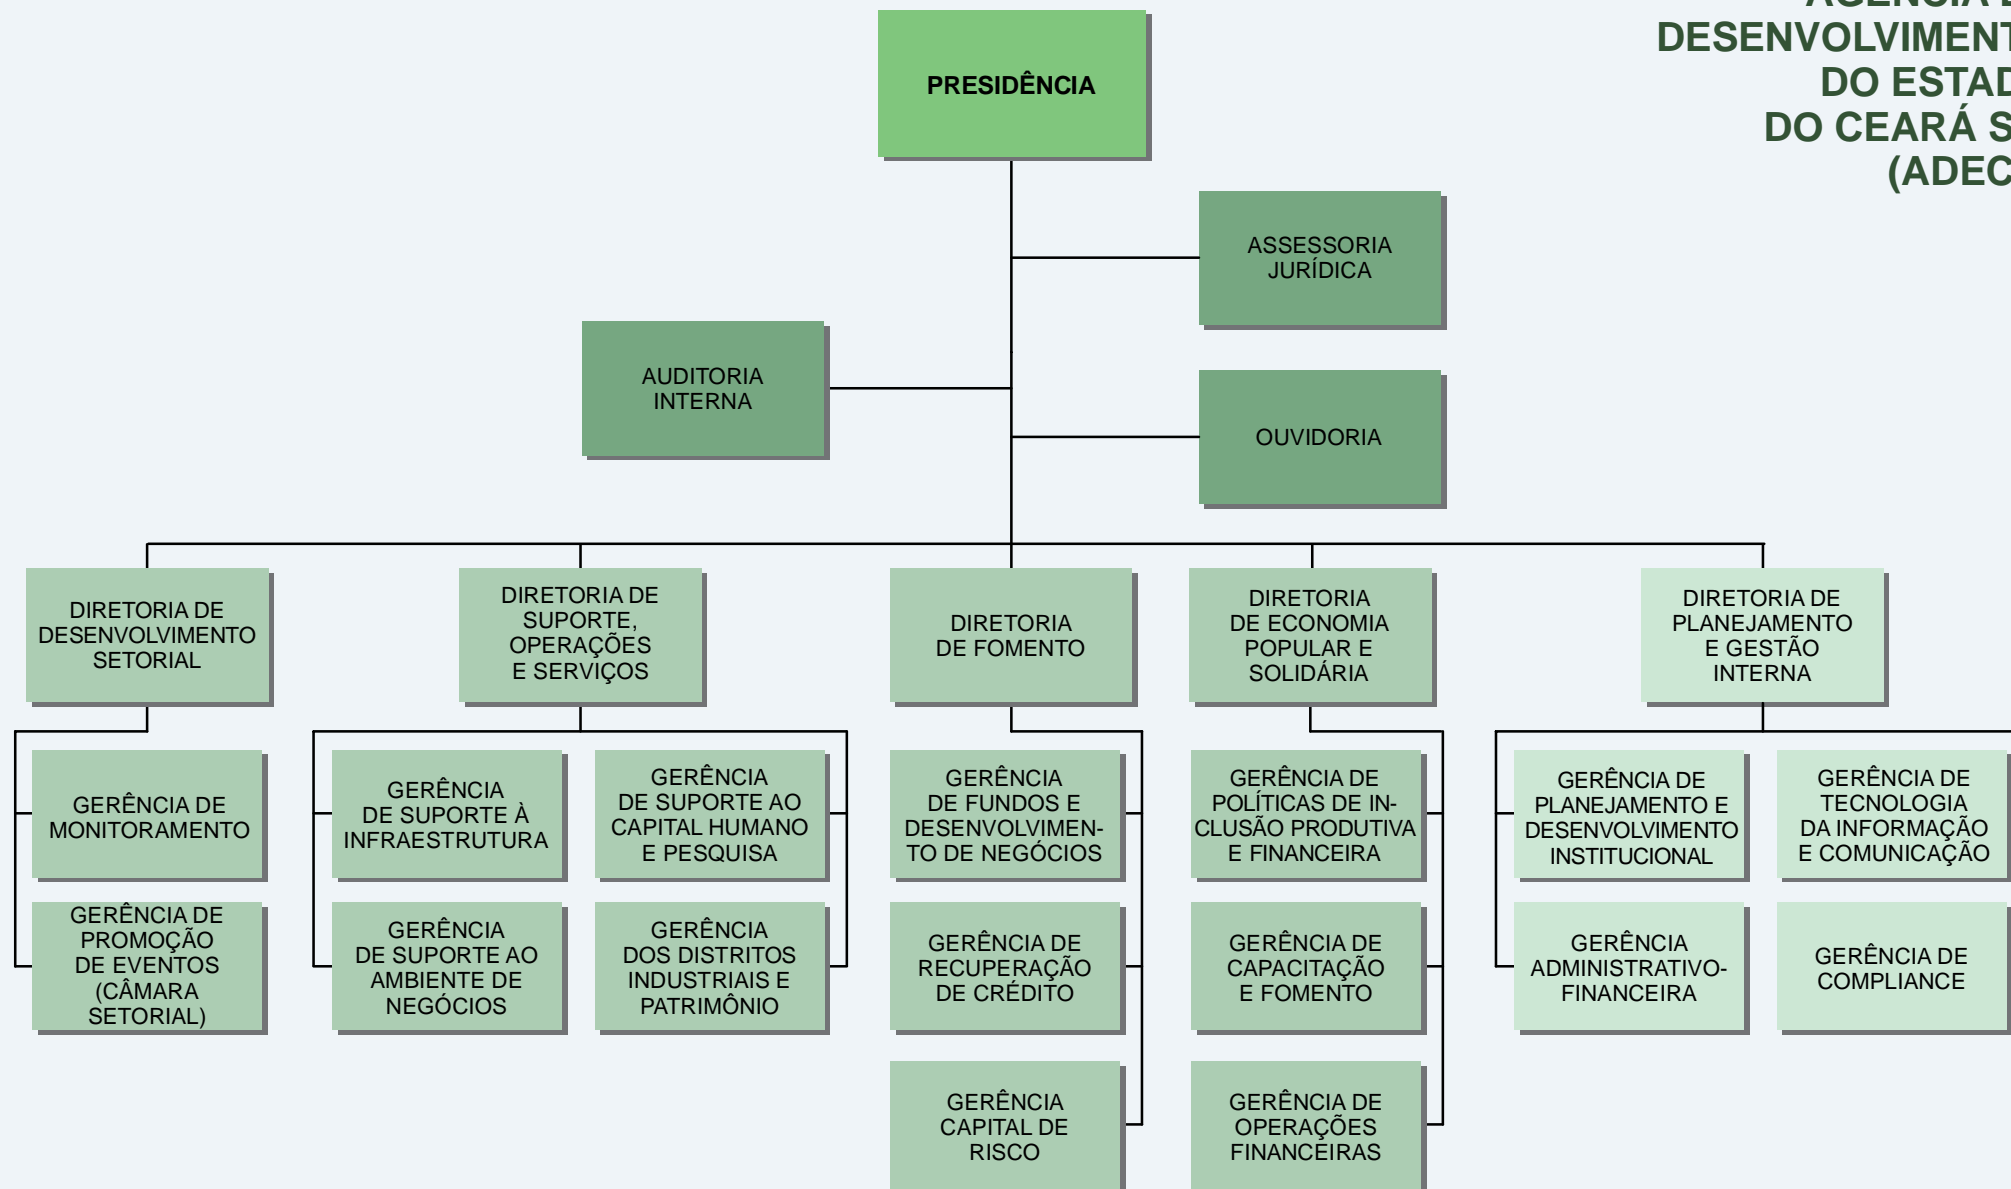 DESENVOLVIMENT
DO ESTAD
DO CEARÁ S
(ADEC
PRESIDÊNCIA
ASSESSORIA
JURÍDICA
AUDITORIA
INTERNA
OUVIDORIA
DIRETORIA DE
DESENVOLVIMENTO
SETORIAL
DIRETORIA DE
SUPORTE,
OPERAÇÕES
E SERVIÇOS
DIRETORIA
DE FOMENTO
DIRETORIA
DE ECONOMIA
POPULAR E
SOLIDÁRIA
DIRETORIA DE
PLANEJAMENTO
E GESTÃO
INTERNA
GERÊNCIA DE
MONITORAMENTO
GERÊNCIA
DE SUPORTE À
INFRAESTRUTURA
GERÊNCIA
DE SUPORTE AO
CAPITAL HUMANO
E PESQUISA
GERÊNCIA
DE FUNDOS E
DESENVOLVIMEN-
TO DE NEGÓCIOS
GERÊNCIA DE
POLÍTICAS DE IN-
CLUSÃO PRODUTIVA
E FINANCEIRA
GERÊNCIA DE
PLANEJAMENTO E
DESENVOLVIMENTO
INSTITUCIONAL
GERÊNCIA DE
TECNOLOGIA
DA INFORMAÇÃO
E COMUNICAÇÃO
GERÊNCIA DE
PROMOÇÃO
DE EVENTOS
(CÂMARA
SETORIAL)
GERÊNCIA
DE SUPORTE AO
AMBIENTE DE
NEGÓCIOS
GERÊNCIA
DOS DISTRITOS
INDUSTRIAIS E
PATRIMÔNIO
GERÊNCIA DE
RECUPERAÇÃO
DE CRÉDITO
GERÊNCIA DE
CAPACITAÇÃO
E FOMENTO
GERÊNCIA
ADMINISTRATIVO-
FINANCEIRA
GERÊNCIA DE
COMPLIANCE
GERÊNCIA
CAPITAL DE
RISCO
GERÊNCIA DE
OPERAÇÕES
FINANCEIRAS